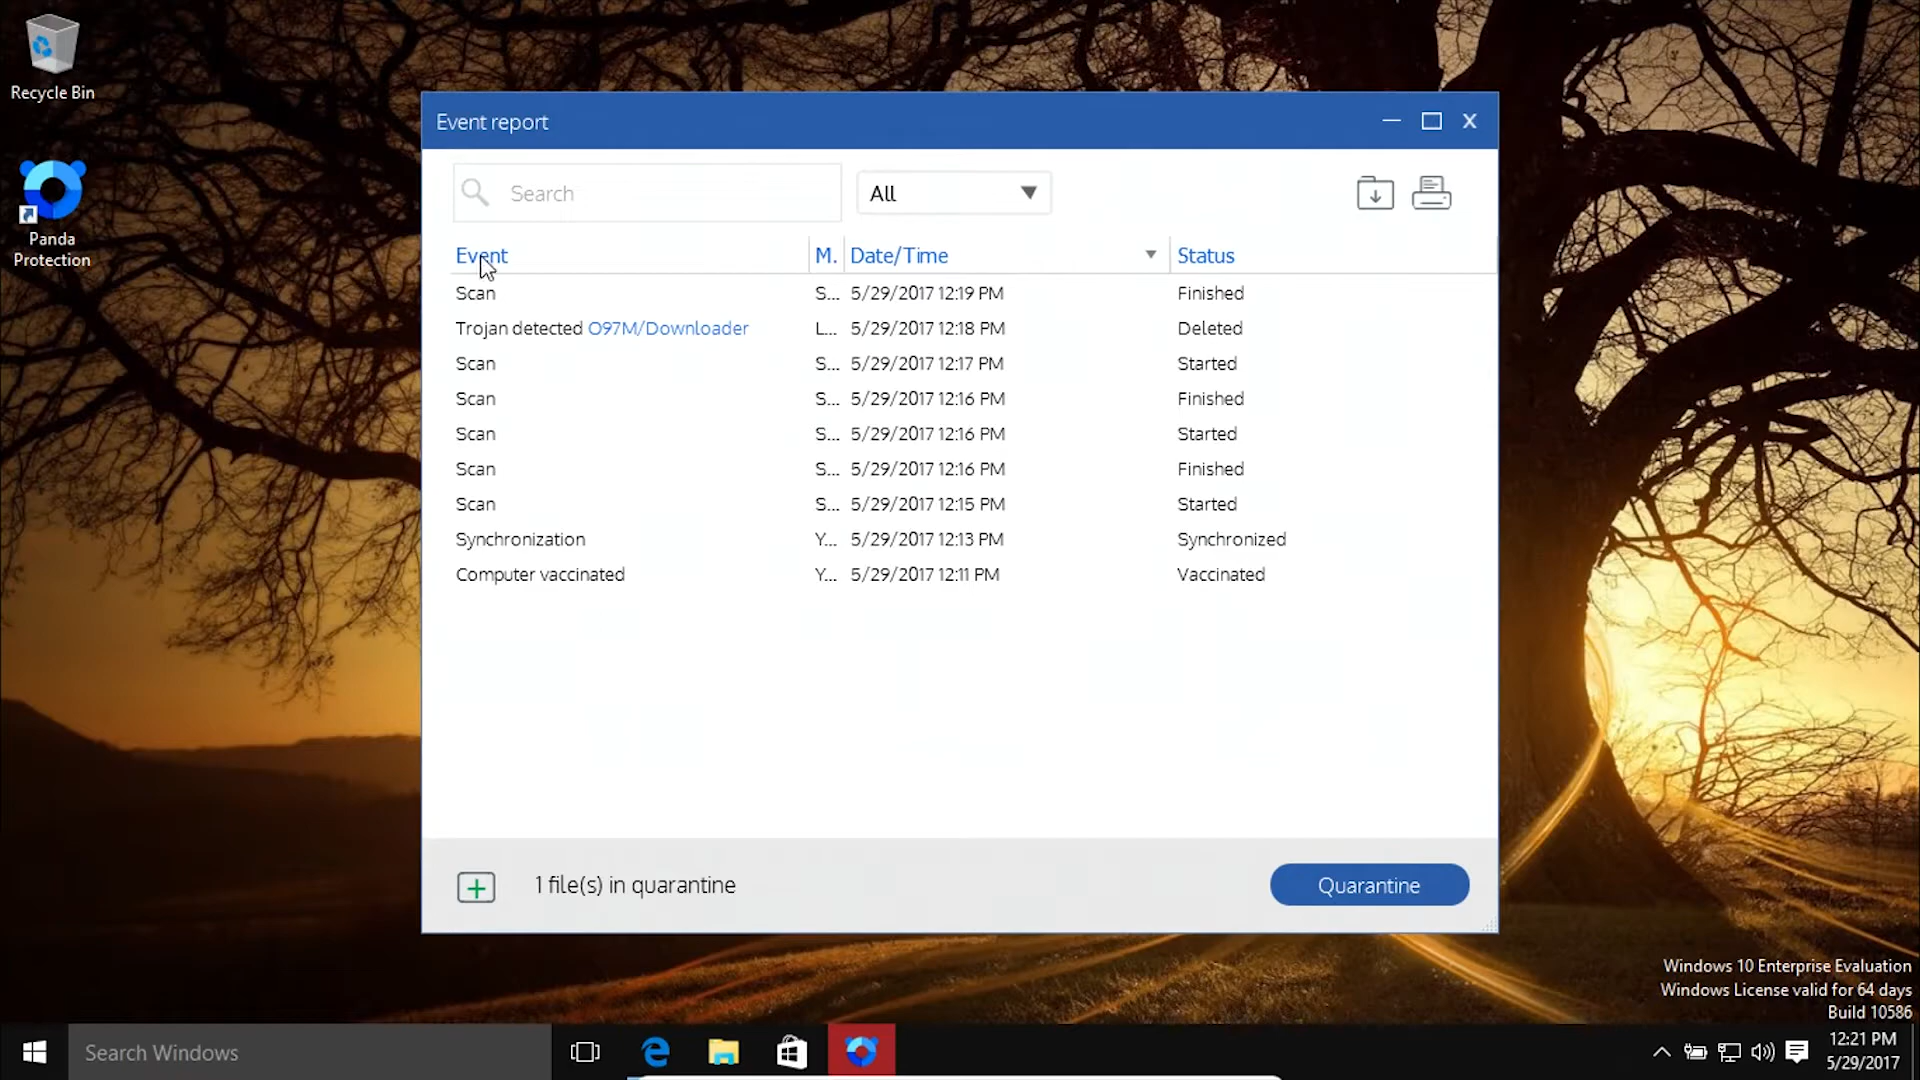 Recycle Bin
Panda
Protection
Event report
Search
All
Event M. Date/Time Status
Scan S... 5/29/2017 12:19 PM Finished
Trojan detected O97M/Downloader L... 5/29/2017 12:18 PM Deleted
Scan S... 5/29/2017 12:17 PM Started
Scan S... 5/29/2017 12:16 PM Finished
Scan S... 5/29/2017 12:16 PM Started
Scan S... 5/29/2017 12:16 PM Finished
Scan S... 5/29/2017 12:15 PM Started
Synchronization Y... 5/29/2017 12:13 PM Synchronized
Computer vaccinated Y... 5/29/2017 12:11 PM Vaccinated
1 file(s) in quarantine
Quarantine
Windows 10 Enterprise Evaluation
Windows License valid for 64 days
Build 10586
Search Windows
12:21 PM
5/29/2017